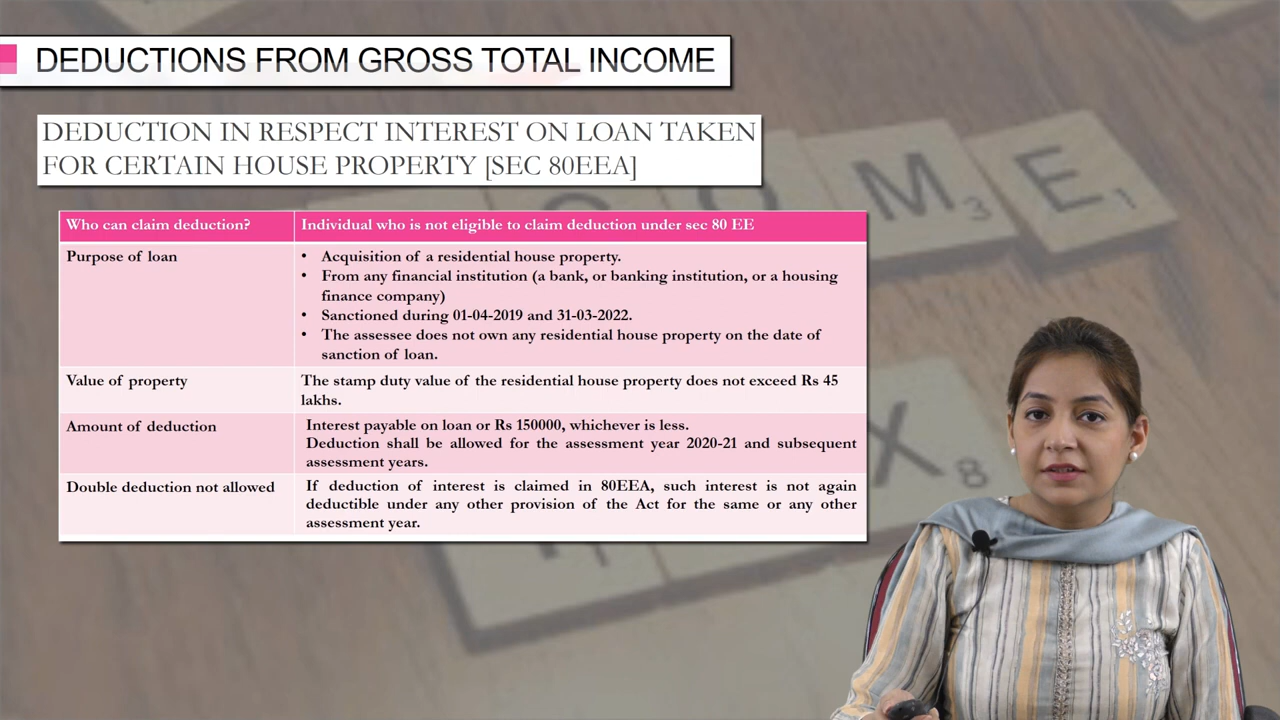 DEDUCTIONS FROM GROSS TOTAL INCOME
DEDUCTION IN RESPECT INTEREST ON LOAN TAKEN
FOR CERTAIN HOUSE PROPERTY [SEC 80EEA]
Who can claim deduction?
Individual who is not eligible to claim deduction under sec 80 EE
Purpose of loan
• Acquisition of a residential house property.
• From any financial institution (a bank, or banking institution, or a housing
finance company)
• Sanctioned during 01-04-2019 and 31-03-2022.
• The assessee does not own any residential house property on the date of
sanction of loan.
Value of property
The stamp duty value of the residential house property does not exceed Rs 45
lakhs.
Amount of deduction
Interest payable on loan or Rs 150000, whichever is less.
Deduction shall be allowed for the assessment year 2020-21 and subsequent
assessment years.
Double deduction not allowed
If deduction of interest is claimed in 80EEA, such interest is not again
deductible under any other provision of the Act for the same or any other
assessment year.
M3
E1
X8